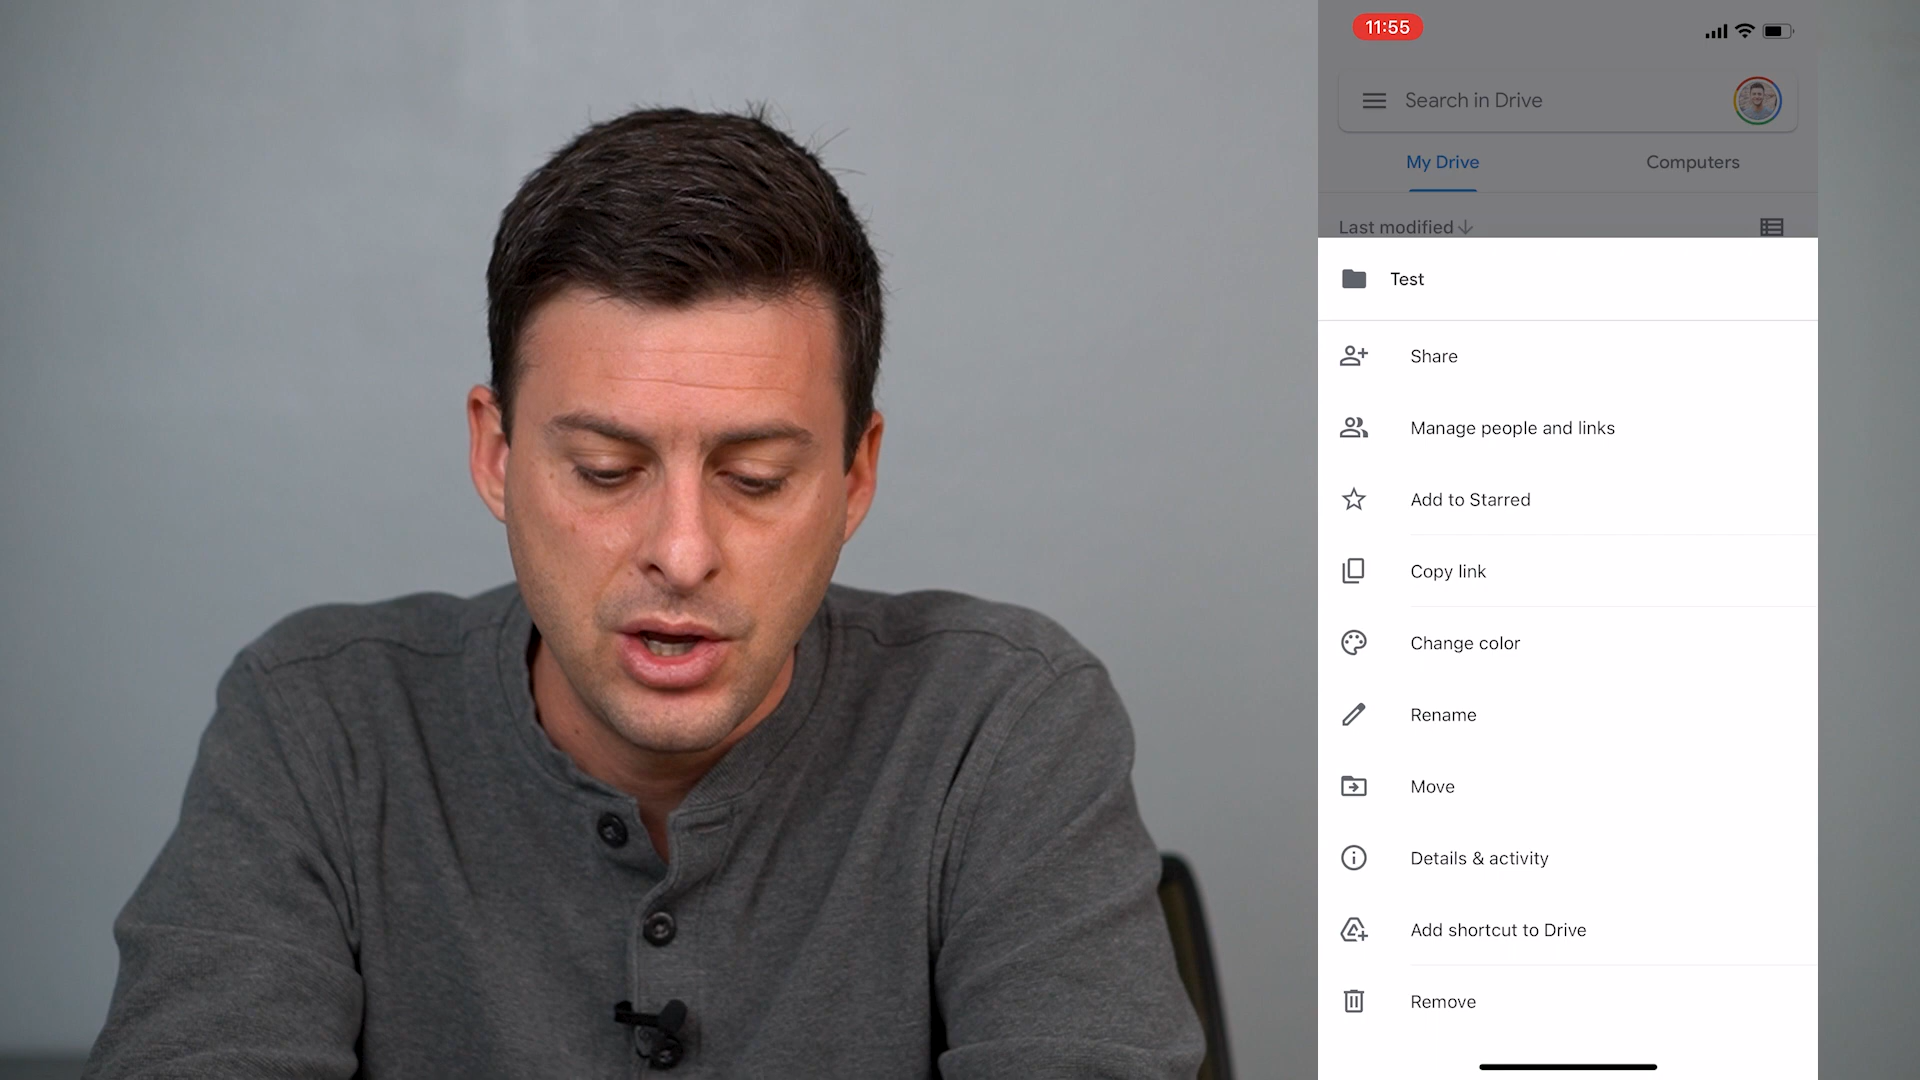 11:55
Search in Drive
My Drive
Computers
Last modified
Test
Share
Manage people and links
Add to Starred
Copy link
Change color
Rename
Move
Details & activity
Add shortcut to Drive
Remove